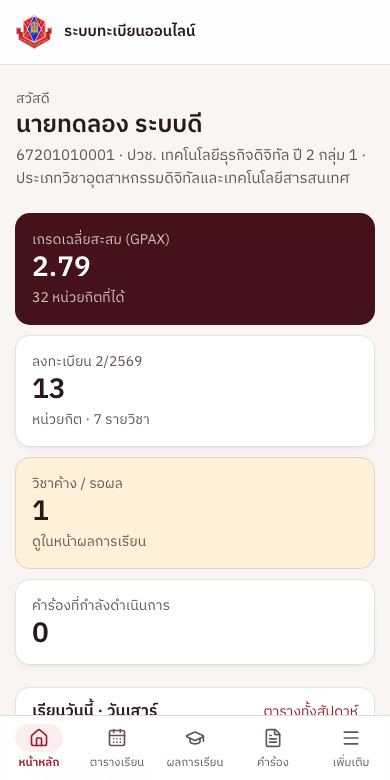 ระบบทะเบียนออนไลน์
สวัสดี
นายทดลอง ระบบดี
67201010001 · ปวช. เทคโนโลยีธุรกิจดิจิทัล ปี 2 กลุ่ม 1 ·
ประเภทวิชาอุตสาหกรรมดิจิทัลและเทคโนโลยีสารสนเทศ
เกรดเฉลี่ยสะสม (GPAX)
2.79
32 หน่วยกิตที่ได้
ลงทะเบียน 2/2569
13
หน่วยกิต · 7 รายวิชา
วิชาค้าง / รอผล
1
ดูในหน้าผลการเรียน
คำร้องที่กำลังดำเนินการ
0
เรียนวันนี้ · วันเสาร์ ตารางทั้งสัปดาห์
หน้าหลัก ตารางเรียน ผลการเรียน คำร้อง เพิ่มเติม